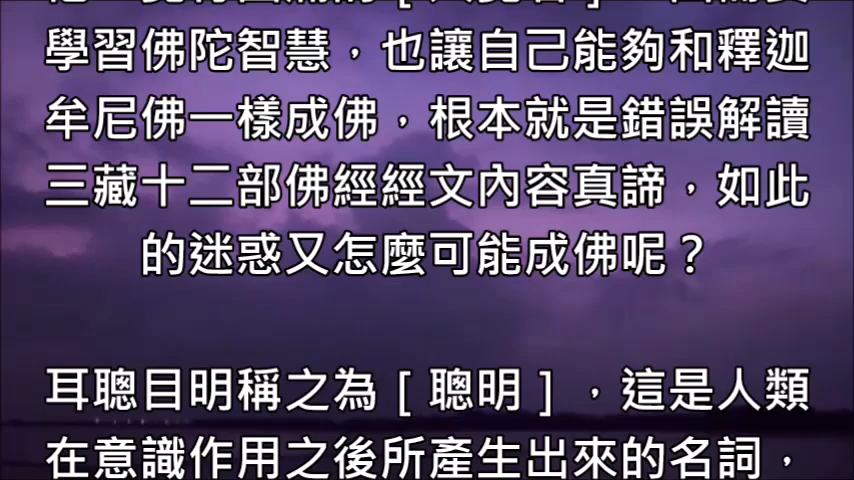 學習佛陀智慧，也讓自己能夠和釋迦
牟尼佛一樣成佛，根本就是錯誤解讀
三藏十二部佛經經文內容真諦，如此
的迷惑又怎麼可能成佛呢？
耳聰目明稱之為［聰明］，這是人類
在意識作用之後所產生出來的名詞，